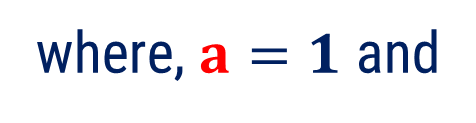 where, a = 1 and